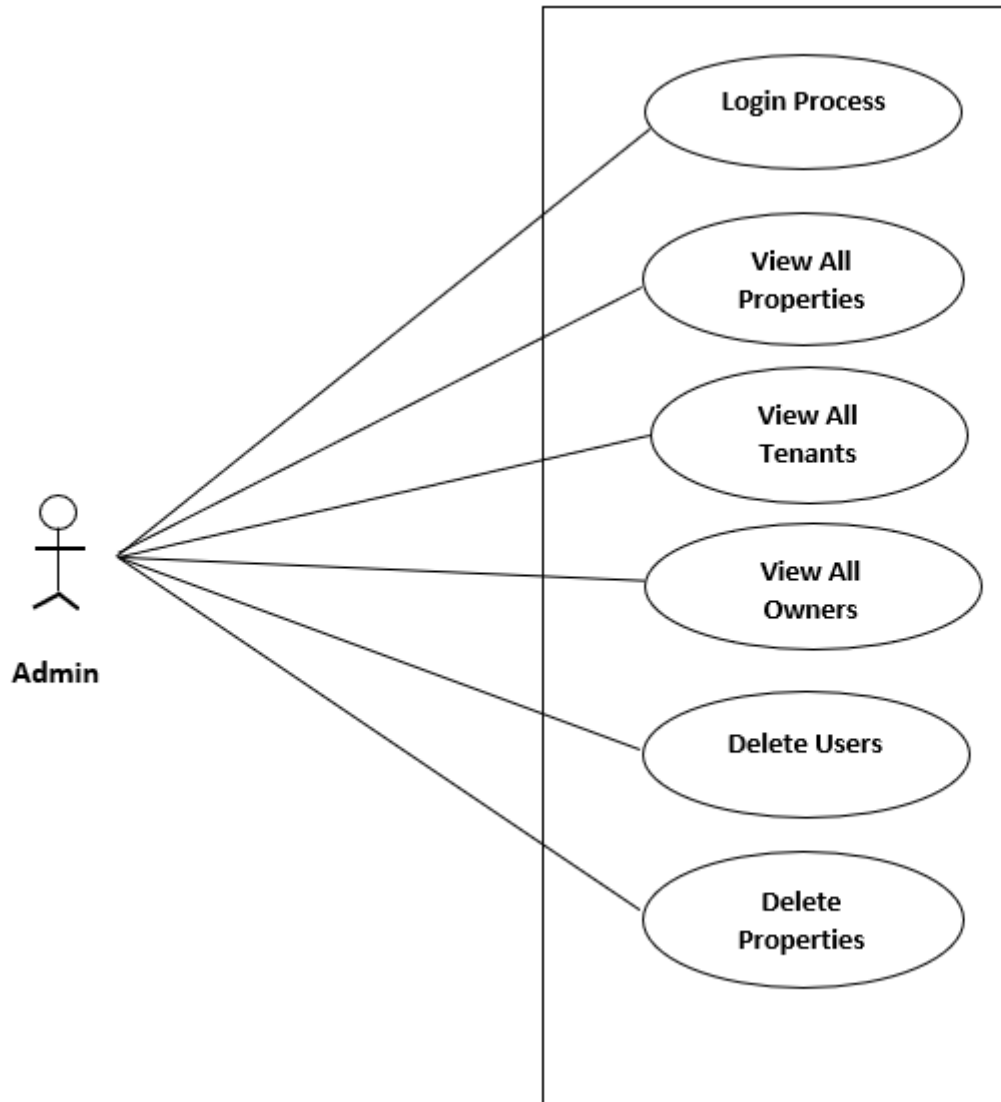 Login Process
View All
Properties
View All
Tenants
View All
Owners
Admin
Delete Users
Delete
Properties